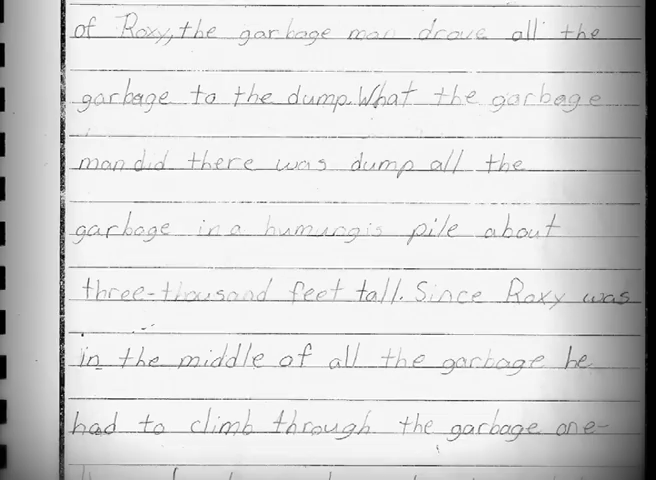 of Roxy, the garbage man drove all the
garbage to the dump. What the garbage
man did there was dump all the
garbage in a humungis pile about
three-thousand feet tall. Since Roxy was
in the middle of all the garbage he
had to climb through the garbage one-